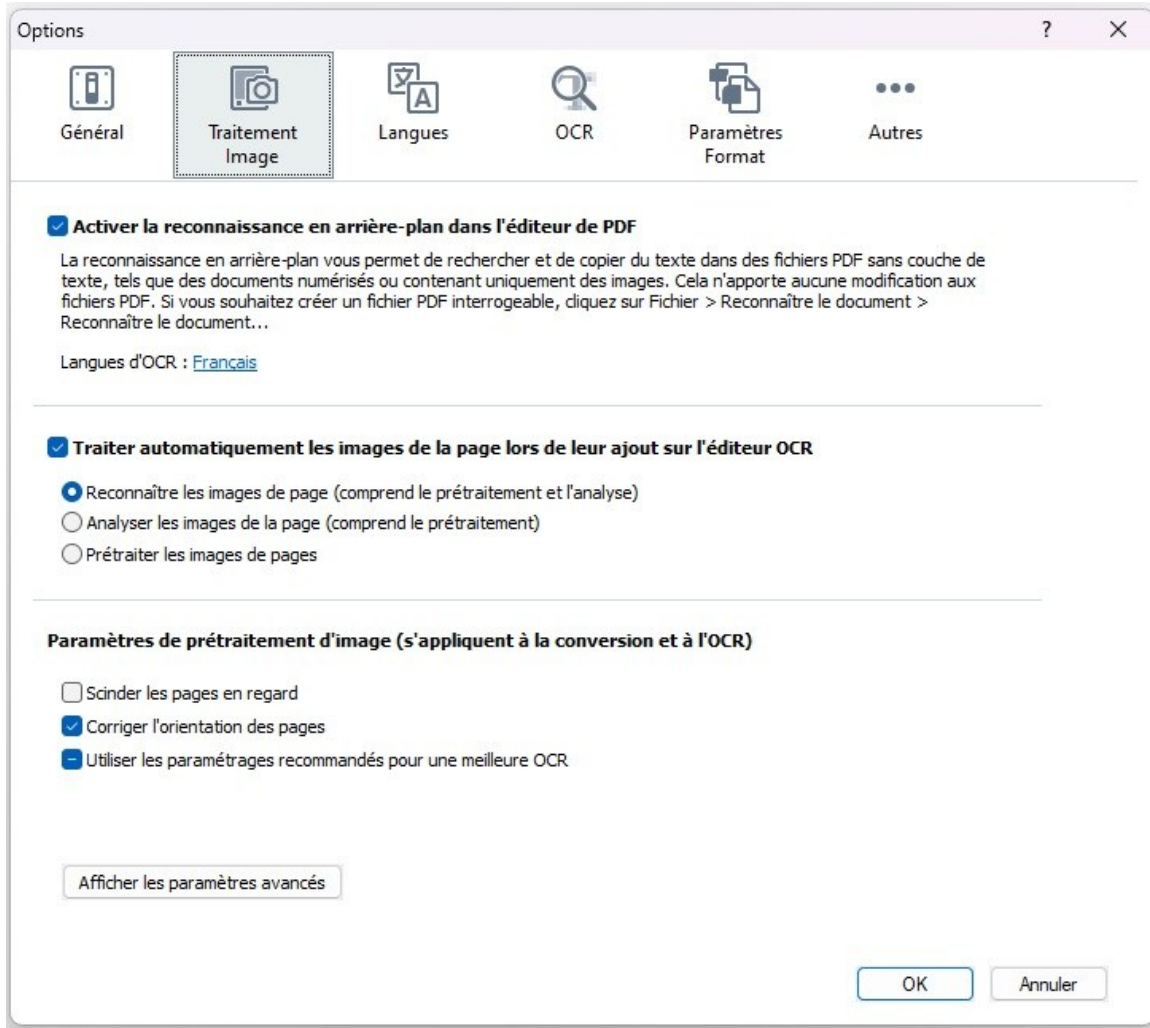 Options
?
Général
Traitement
Image
Langues
OCR
Paramètres
Format
Autres
Activer la reconnaissance en arrière-plan dans l'éditeur de PDF
La reconnaissance en arrière-plan vous permet de rechercher et de copier du texte dans des fichiers PDF sans couche de
texte, tels que des documents numérisés ou contenant uniquement des images. Cela n'apporte aucune modification aux
fichiers PDF. Si vous souhaitez créer un fichier PDF interrogeable, cliquez sur Fichier > Reconnaître le document >
Reconnaître le document...
Langues d'OCR : Français
Traiter automatiquement les images de la page lors de leur ajout sur l'éditeur OCR
Reconnaître les images de page (comprend le prétraitement et l'analyse)
Analyser les images de la page (comprend le prétraitement)
Prétraiter les images de pages
Paramètres de prétraitement d'image (s'appliquent à la conversion et à l'OCR)
Scinder les pages en regard
Corriger l'orientation des pages
Utiliser les paramétrages recommandés pour une meilleure OCR
Afficher les paramètres avancés
OK
Annuler